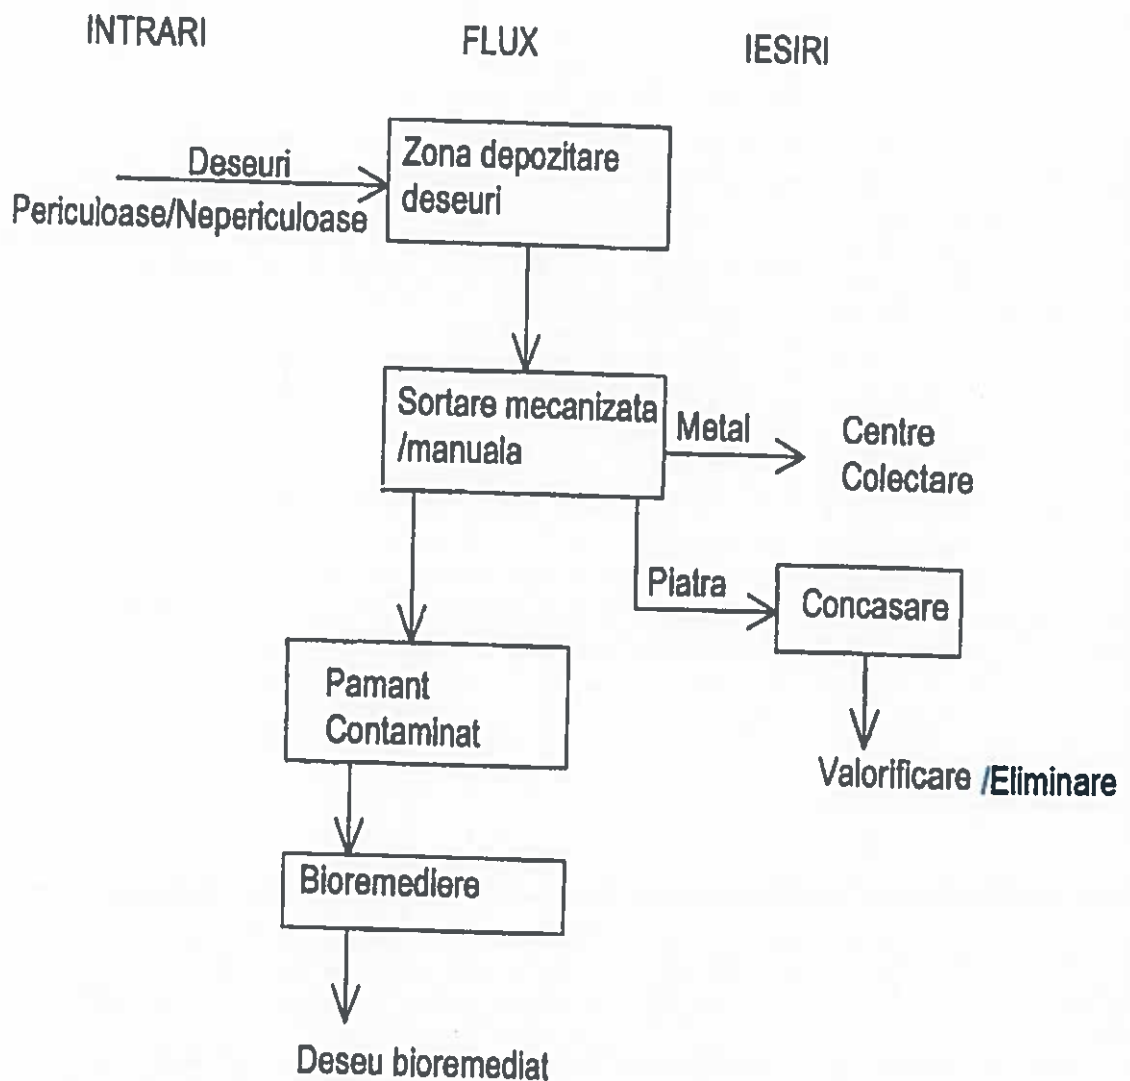 INTRARI
FLUX
IESIRI
Deseuri
Periculoase/Nepericuloase
Zona depozitare
deseuri
Sortare mecanizata
/manuala
Metal
Centre
Colectare
Piatra
Concasare
Pamant
Contaminat
Valorificare /Eliminare
Bioremediere
Deseu bioremediat